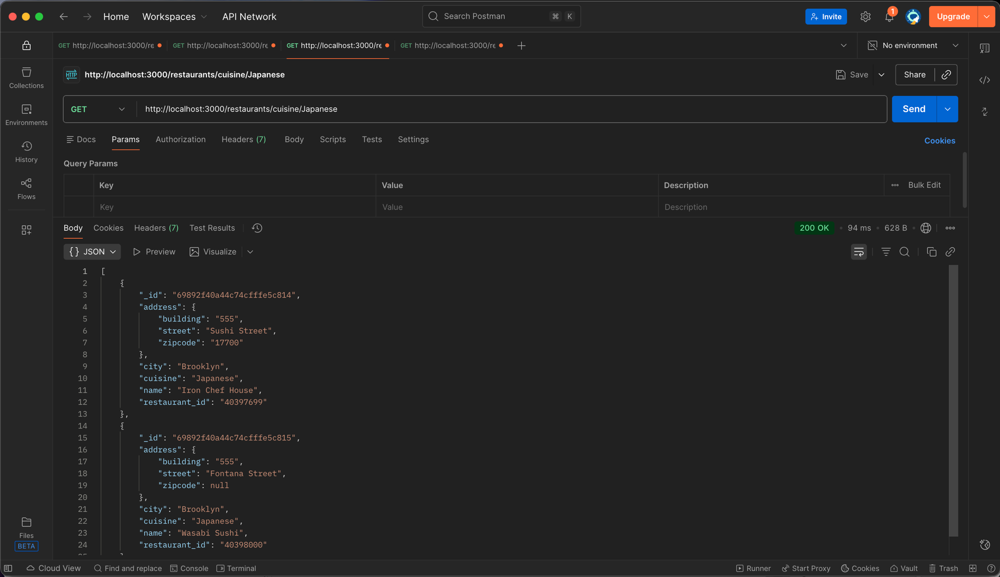 Home Workspaces API Network Search Postman ⌘ K Invite 1 Upgrade
GET http://localhost:3000/re GET http://localhost:3000/re GET http://localhost:3000/re GET http://localhost:3000/re No environment
HTTP http://localhost:3000/restaurants/cuisine/Japanese Save Share
GET http://localhost:3000/restaurants/cuisine/Japanese Send
Docs Params Authorization Headers (7) Body Scripts Tests Settings Cookies
Query Params
Key Value Description Bulk Edit
Key Value Description
Body Cookies Headers (7) Test Results 200 OK • 94 ms • 628 B
{} JSON Preview Visualize
1 [
2 {
3 "_id": "69892f40a44c74cfffe5c814",
4 "address": {
5 "building": "555",
6 "street": "Sushi Street",
7 "zipcode": "17700"
8 },
9 "city": "Brooklyn",
10 "cuisine": "Japanese",
11 "name": "Iron Chef House",
12 "restaurant_id": "40397699"
13 },
14 {
15 "_id": "69892f40a44c74cfffe5c815",
16 "address": {
17 "building": "555",
18 "street": "Fontana Street",
19 "zipcode": null
20 },
21 "city": "Brooklyn",
22 "cuisine": "Japanese",
23 "name": "Wasabi Sushi",
24 "restaurant_id": "40398000"
Collections
Environments
History
Flows
Files
BETA
Cloud View Find and replace Console Terminal Runner Start Proxy Cookies Vault Trash